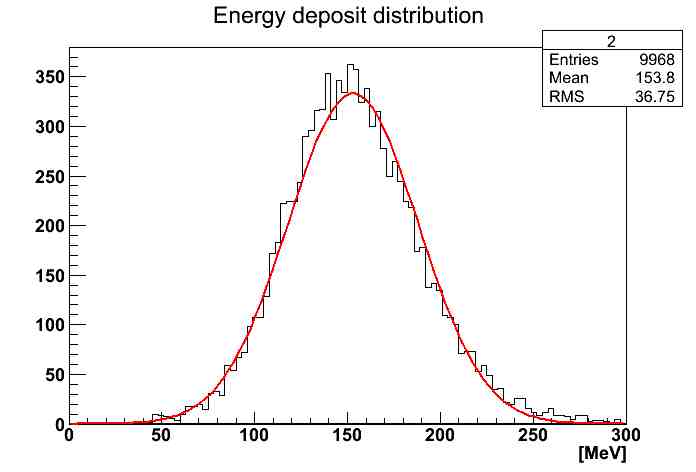 Energy deposit distribution
2
Entries 9968
Mean 153.8
RMS 36.75
350
300
250
200
150
100
50
0
0 50 100 150 200 250 300
[MeV]